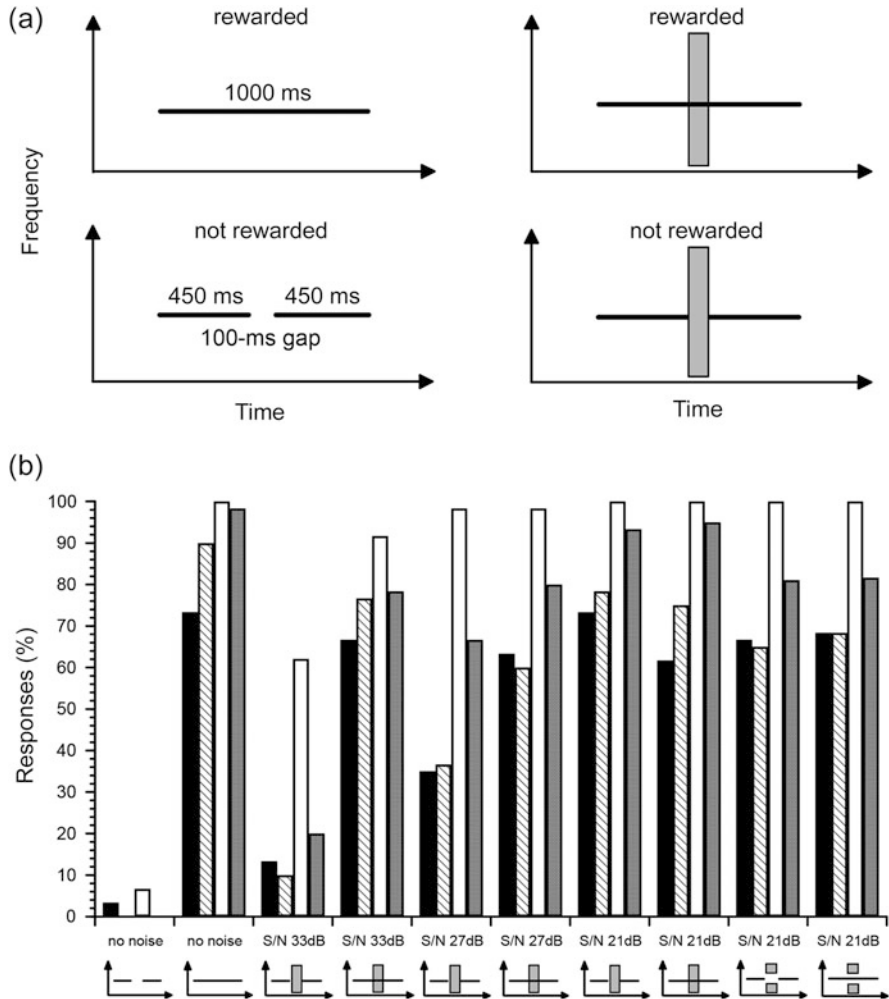 (a)
rewarded
rewarded
1000 ms
Frequency
not rewarded
not rewarded
450 ms 450 ms
100-ms gap
Time
Time
(b)
Responses (%)
100
90
80
70
60
50
40
30
20
10
0
no noise no noise S/N 33dB S/N 33dB S/N 27dB S/N 27dB S/N 21dB S/N 21dB S/N 21dB S/N 21dB